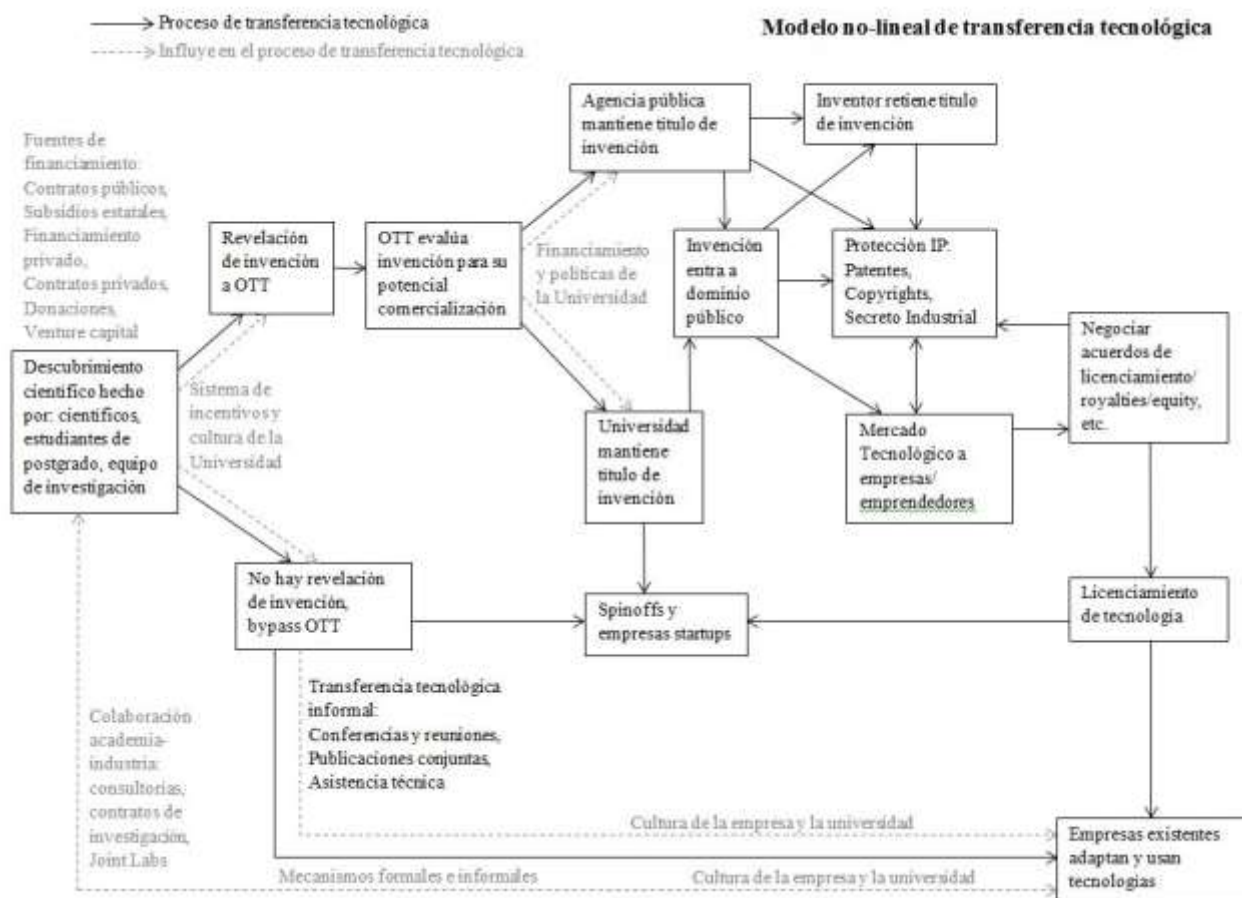 Proceso de transferencia tecnológica
Influye en el proceso de transferencia tecnológica
Modelo no-lineal de transferencia tecnológica
Fuentes de
financiamiento:
Contratos públicos,
Subsidios estatales,
Financiamiento
privado,
Contratos privados,
Donaciones,
Venture capital
Descubrimiento
científico hecho
por: científicos,
estudiantes de
postgrado, equipo
de investigación
Revelación
de invención
a OTT
Sistema de
incentivos y
cultura de la
Universidad
OTT evalúa
invención para su
potencial
comercialización
Agencia pública
mantiene título de
invención
Inventor retiene título
de invención
Financiamiento
y políticas de
la Universidad
Invención
entra a
dominio
público
Protección IP:
Patentes,
Copyrights,
Secreto Industrial
Negociar
acuerdos de
licenciamiento/
royalties/equity,
etc.
Universidad
mantiene
título de
invención
Mercado
Tecnológico a
empresas/
emprendedores
No hay revelación
de invención,
bypass OTT
Spinoffs y
empresas startups
Licenciamiento
de tecnología
Transferencia tecnológica
informal:
Conferencias y reuniones,
Publicaciones conjuntas,
Asistencia técnica
Colaboración
academia-
industria:
consultorías,
contratos de
investigación,
Joint Labs
Cultura de la empresa y la universidad
Mecanismos formales e informales
Cultura de la empresa y la universidad
Empresas existentes
adaptan y usan
tecnologías